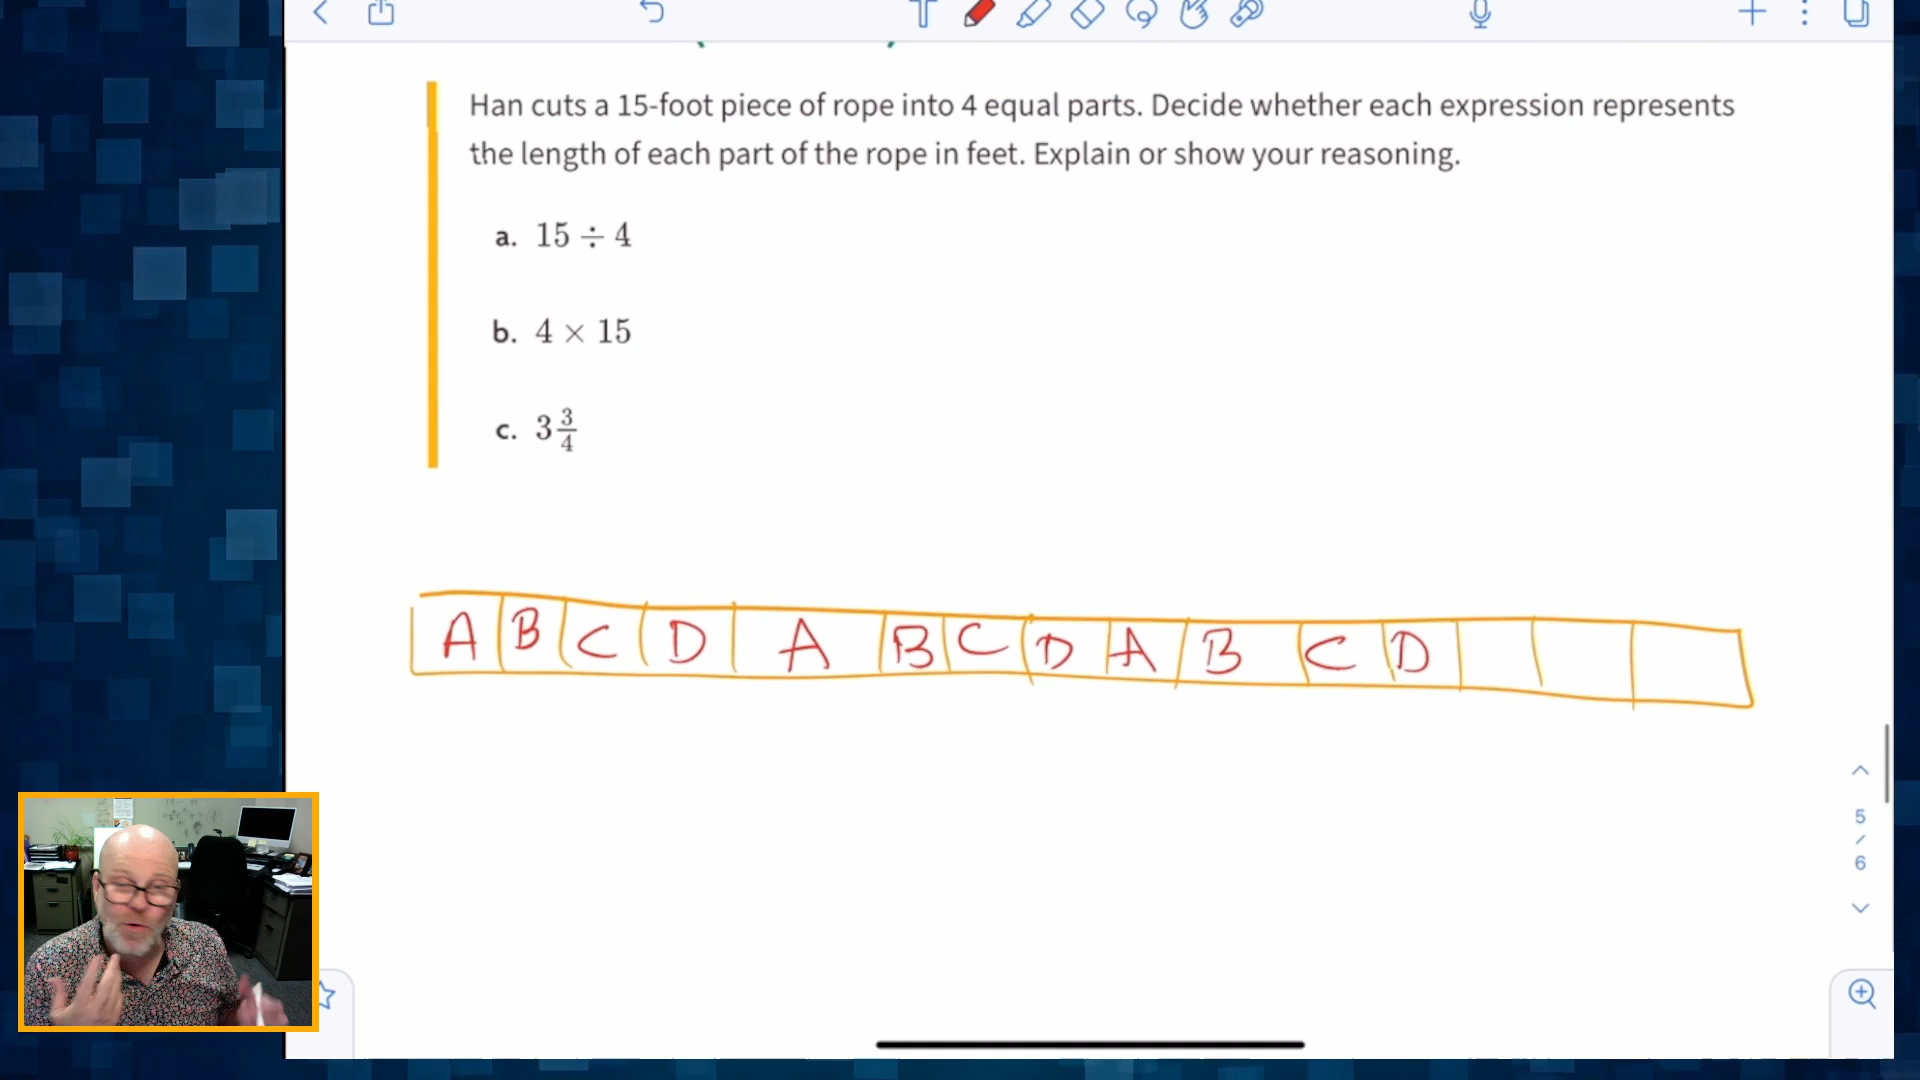 Han cuts a 15-foot piece of rope into 4 equal parts. Decide whether each expression represents
the length of each part of the rope in feet. Explain or show your reasoning.
a. 15 ÷ 4
b. 4 × 15
c. 3 3/4
A B C D A B C D A B C D
5
/
6